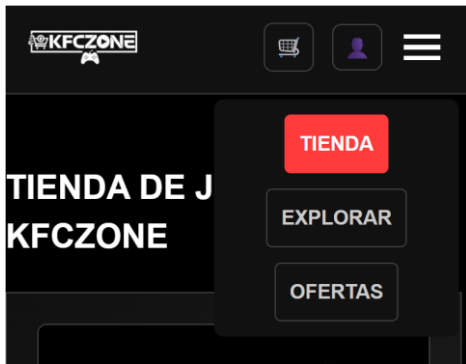 KFCZONE
TIENDA
EXPLORAR
OFERTAS
TIENDA DE J
KFCZONE